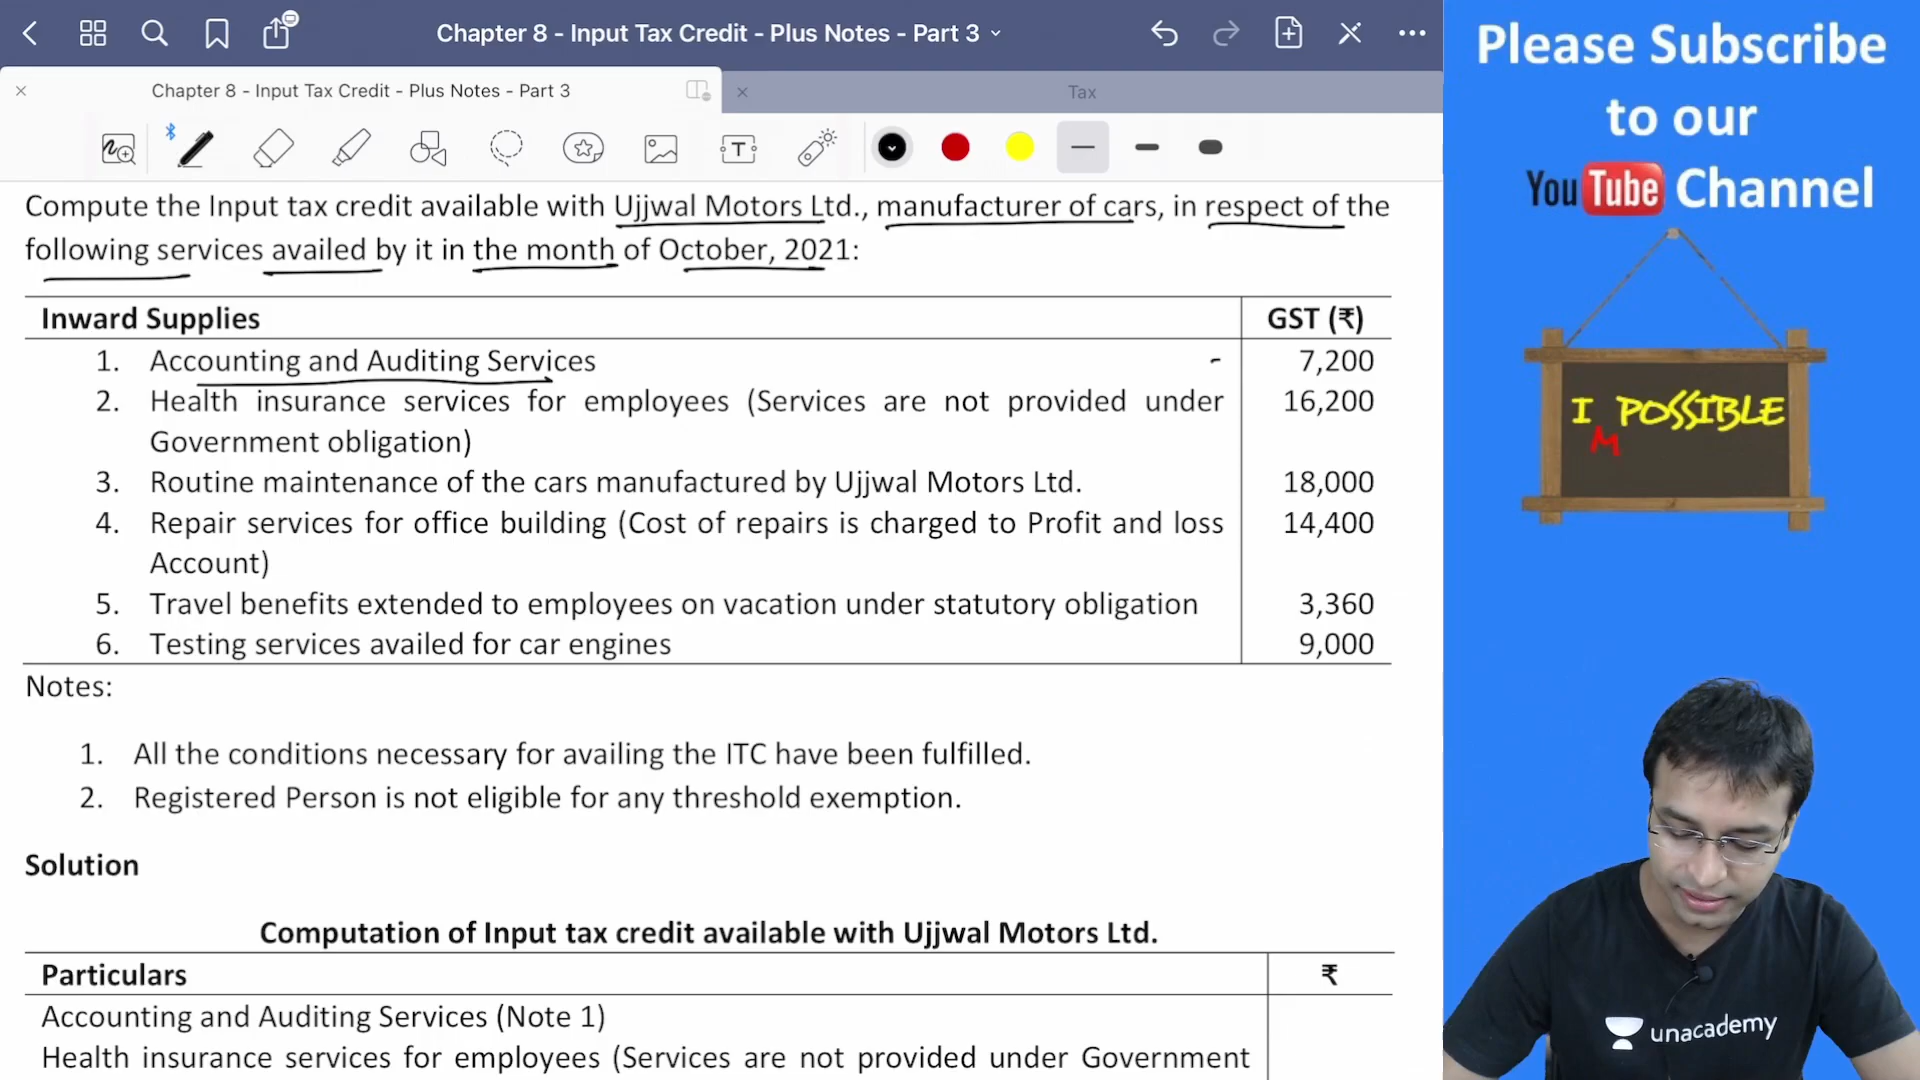 Chapter 8 - Input Tax Credit - Plus Notes - Part 3
Chapter 8 - Input Tax Credit - Plus Notes - Part 3
Tax
T
Compute the Input tax credit available with Ujjwal Motors Ltd., manufacturer of cars, in respect of the
following services availed by it in the month of October, 2021:
Inward Supplies GST (₹)
1. Accounting and Auditing Services - 7,200
2. Health insurance services for employees (Services are not provided under 16,200
Government obligation)
3. Routine maintenance of the cars manufactured by Ujjwal Motors Ltd. 18,000
4. Repair services for office building (Cost of repairs is charged to Profit and loss 14,400
Account)
5. Travel benefits extended to employees on vacation under statutory obligation 3,360
6. Testing services availed for car engines 9,000
Notes:
1. All the conditions necessary for availing the ITC have been fulfilled.
2. Registered Person is not eligible for any threshold exemption.
Solution
Computation of Input tax credit available with Ujjwal Motors Ltd.
Particulars ₹
Accounting and Auditing Services (Note 1)
Health insurance services for employees (Services are not provided under Government
Please Subscribe
to our
YouTube Channel
I POSSIBLE
M
unacademy